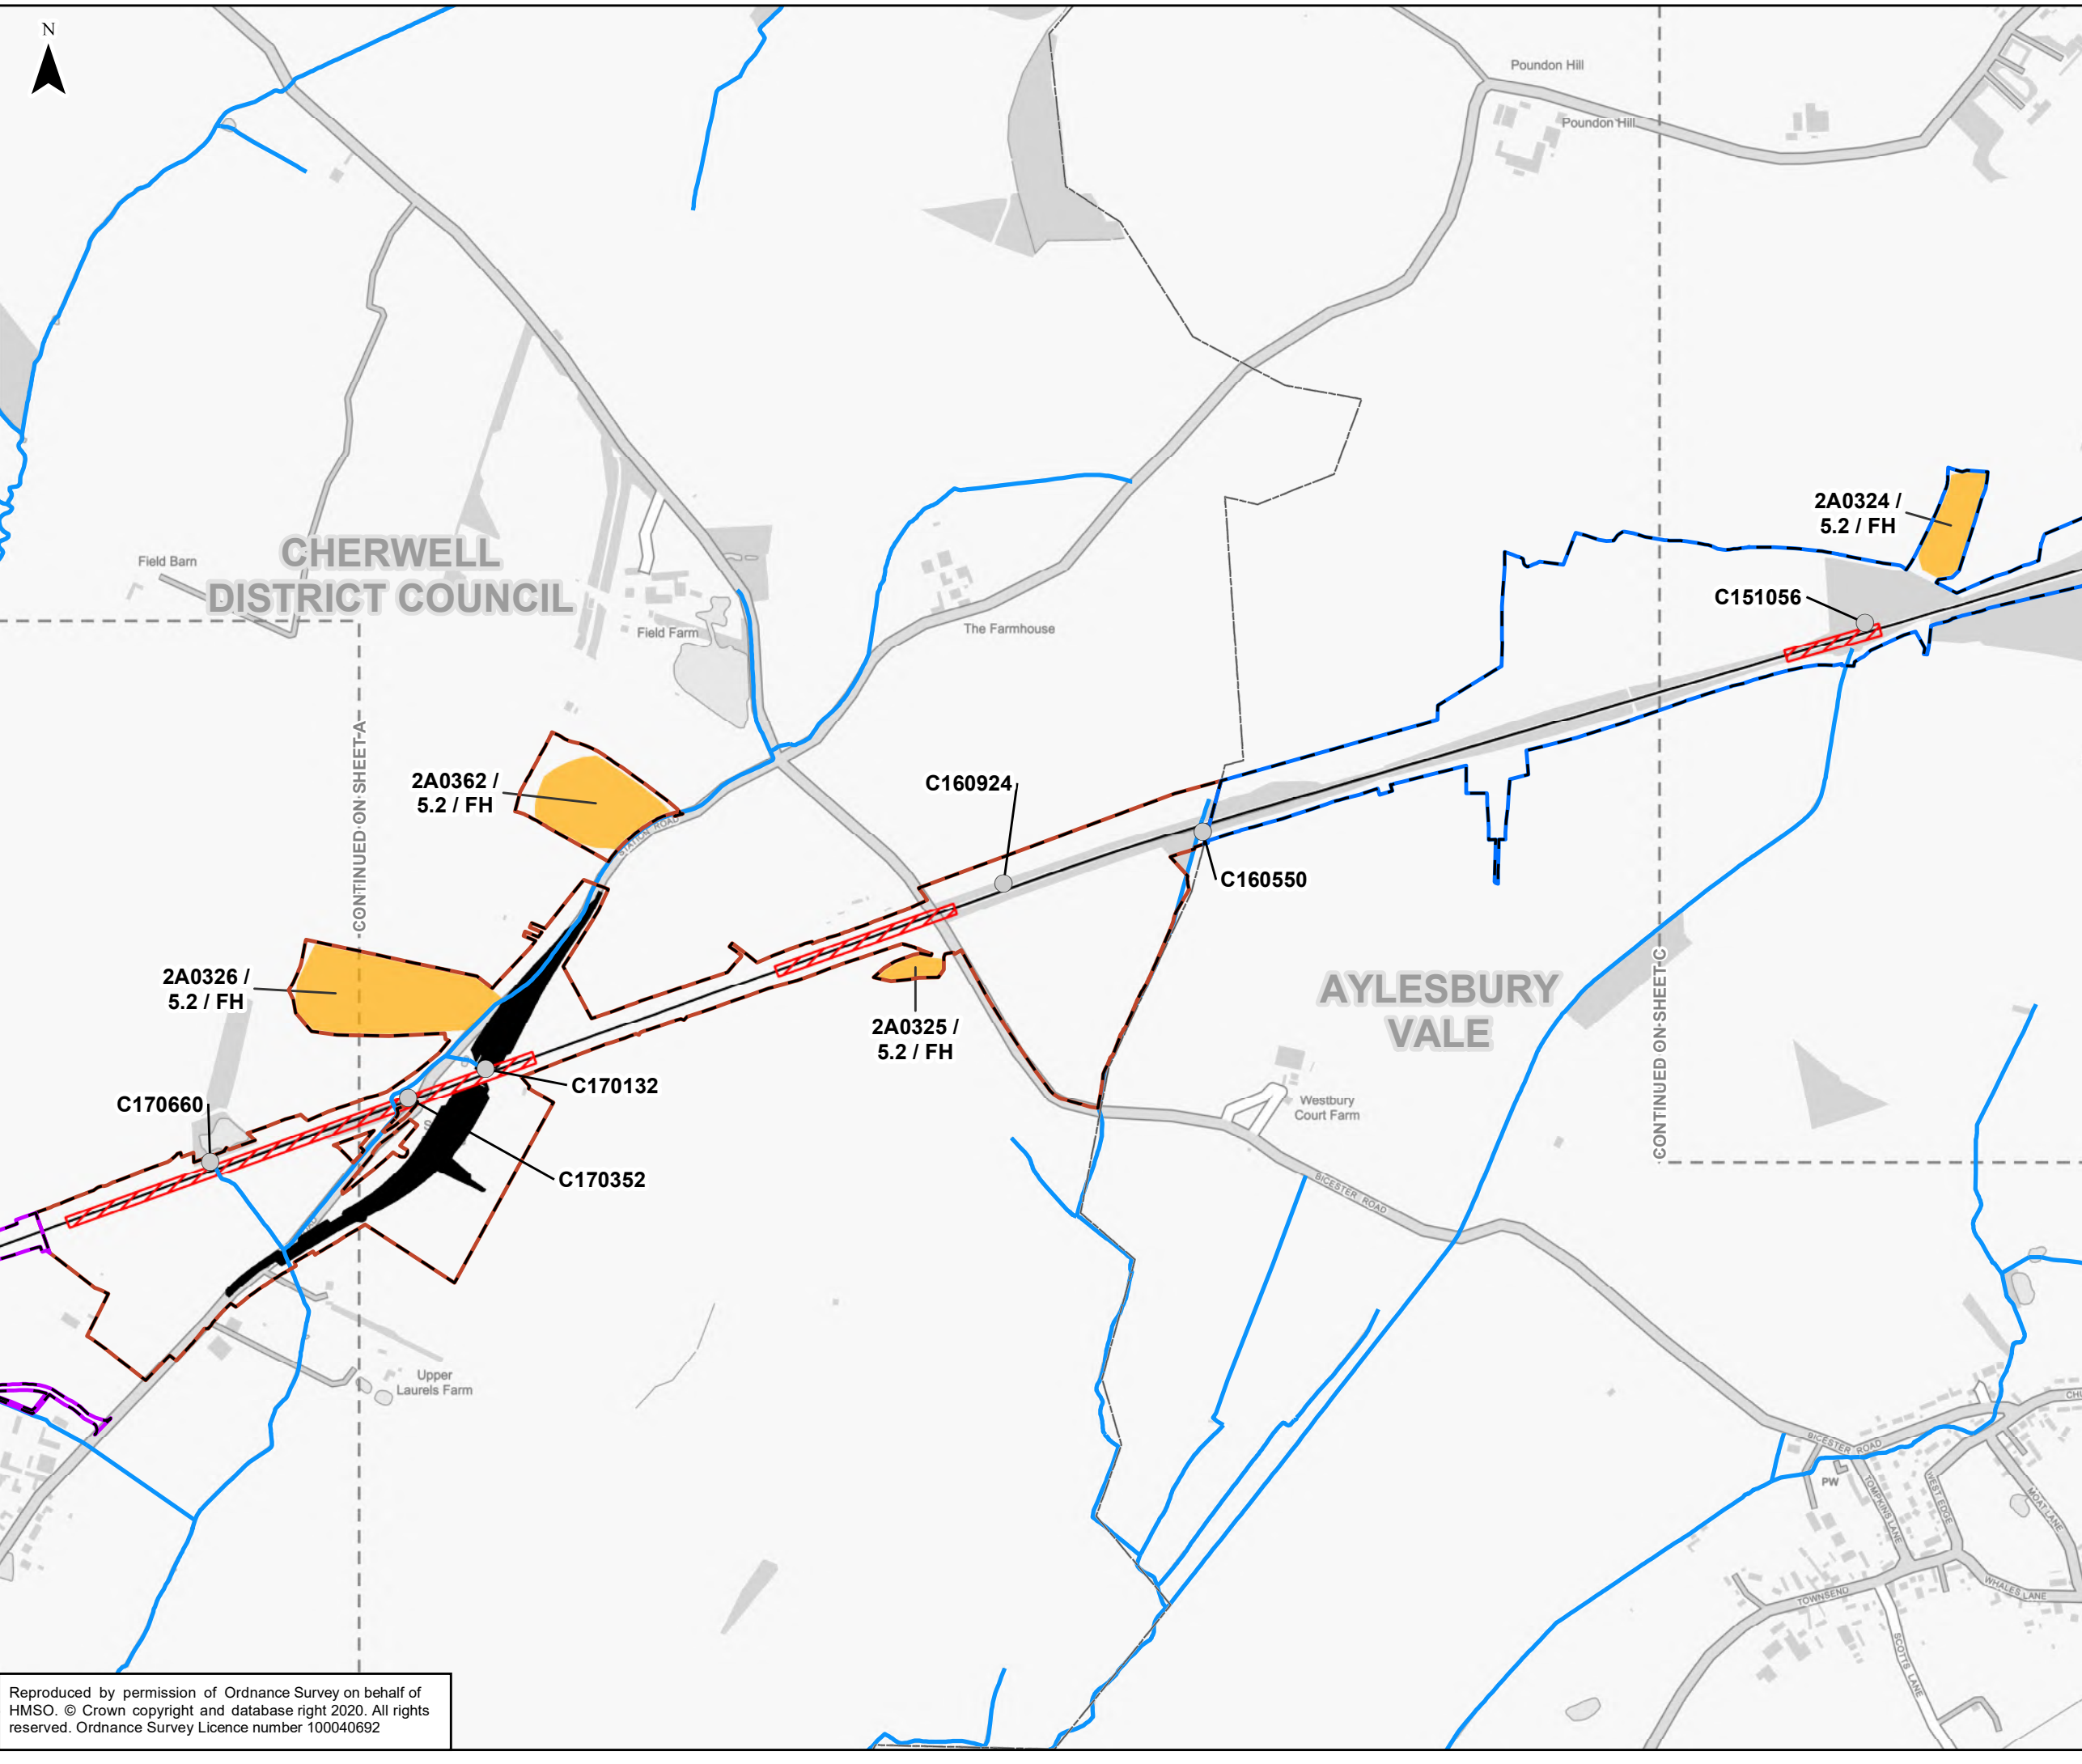 N
Poundon Hill
Poundon Hill
2A0324 /
5.2 / FH
CHERWELL
DISTRICT COUNCIL
Field Barn
C151056
Field Farm
The Farmhouse
CONTINUED ON SHEET A
2A0362 /
5.2 / FH
C160924
STATION ROAD
C160550
2A0326 /
5.2 / FH
AYLESBURY
VALE
CONTINUED ON SHEET C
2A0325 /
5.2 / FH
C170132
C170660
Westbury
Court Farm
C170352
BICESTER ROAD
Upper
Laurels Farm
BICESTER ROAD
PW
TOMPKINS LANE
WEST EDGE
MOAT LANE
WHALES LANE
TOWNSEND
SCOTTS LANE
Reproduced by permission of Ordnance Survey on behalf of
HMSO. © Crown copyright and database right 2020. All rights
reserved. Ordnance Survey Licence number 100040692